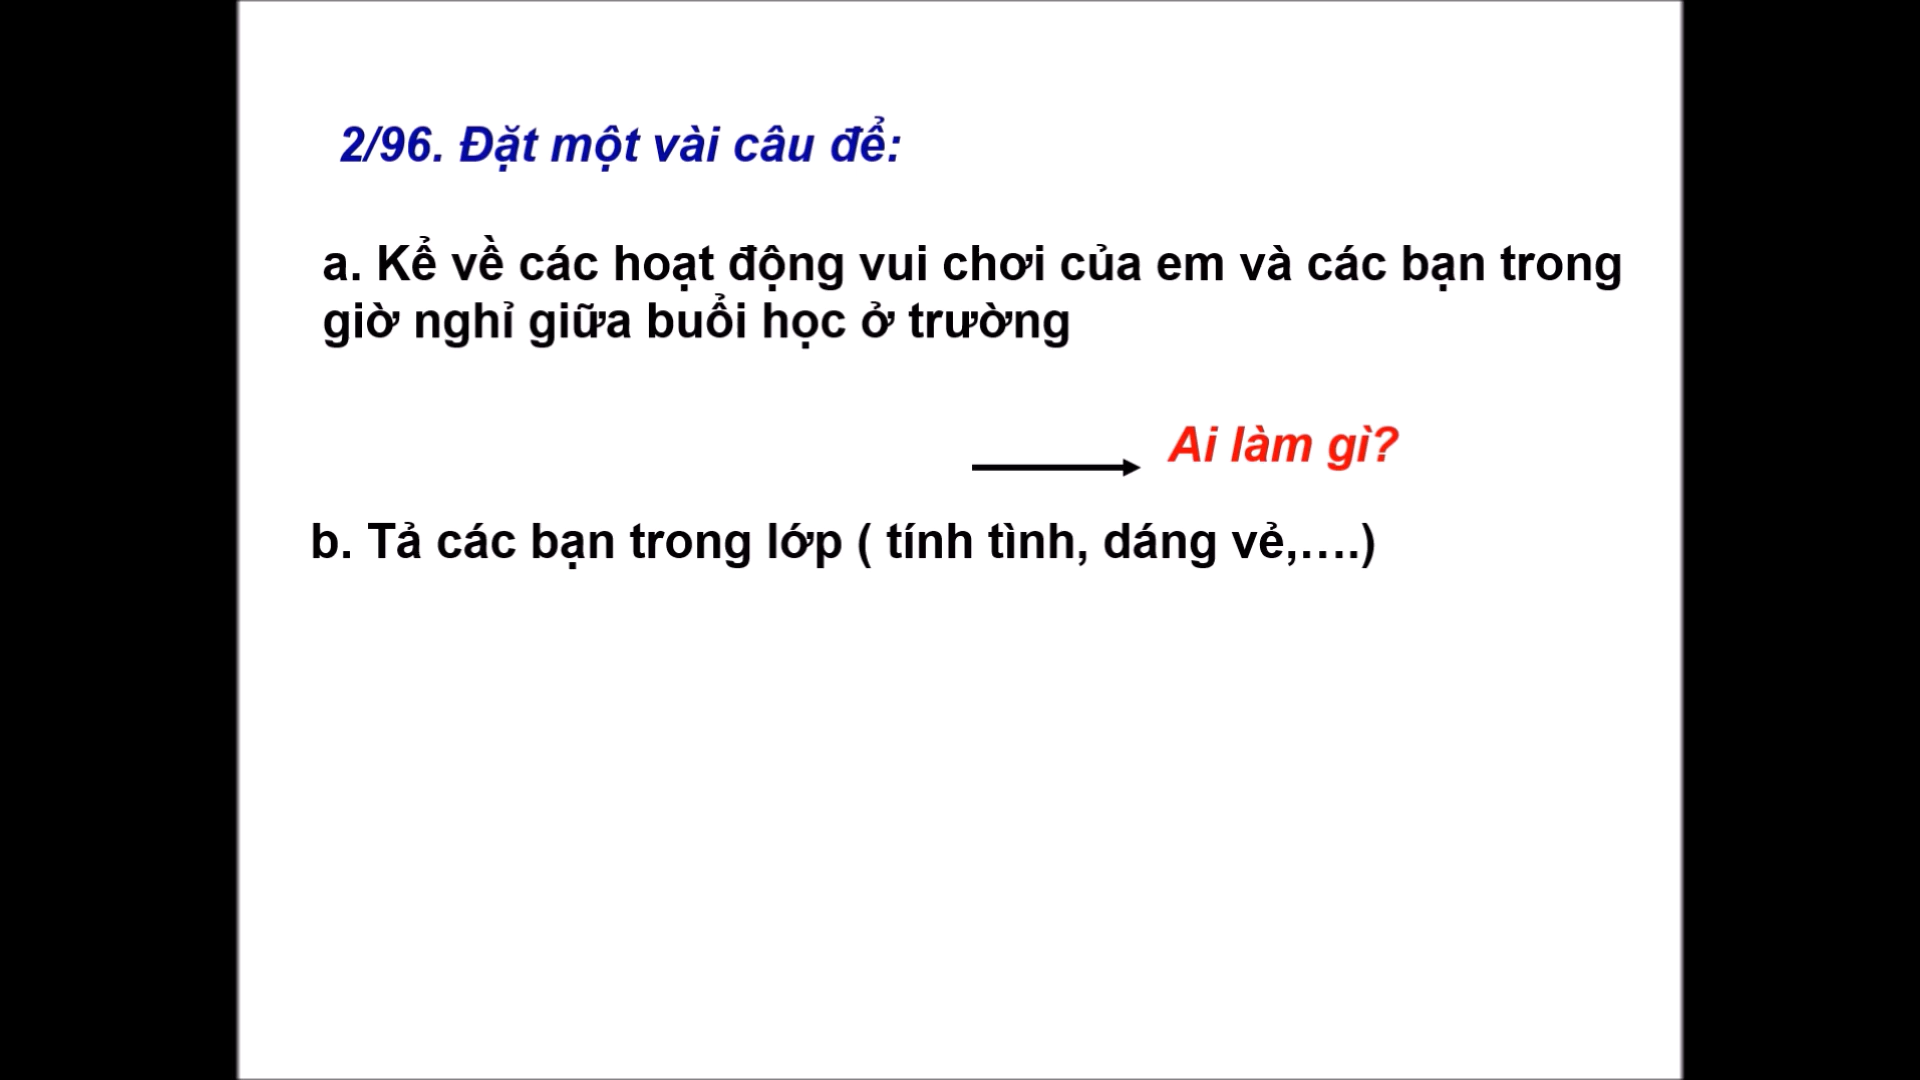 2/96. Đặt một vài câu để:
a. Kể về các hoạt động vui chơi của em và các bạn trong
giờ nghỉ giữa buổi học ở trường
Ai làm gì?
b. Tả các bạn trong lớp ( tính tình, dáng vẻ,….)